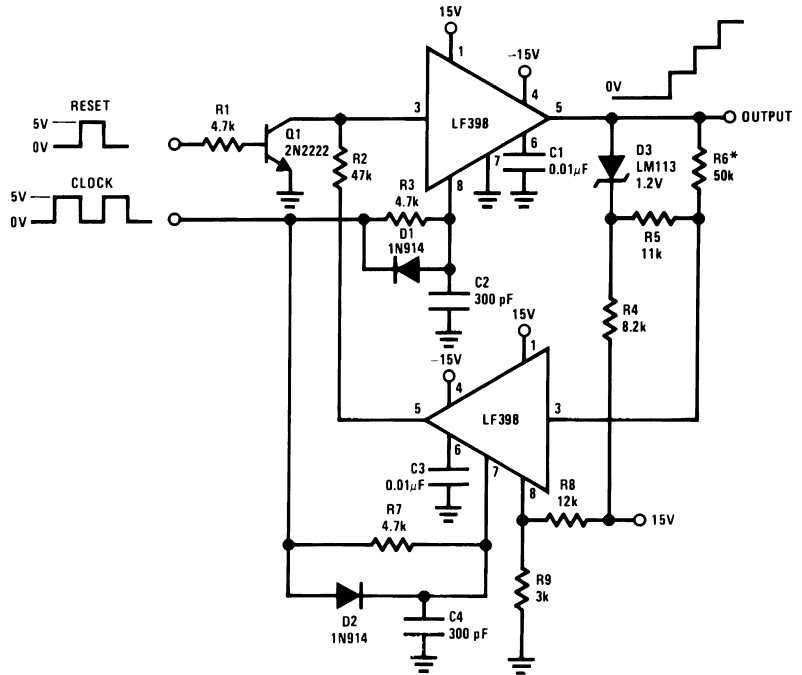 15V
1
-15V
4
0V
RESET
5V
0V
R1
4.7k
Q1
2N2222
3
LF398
5
OUTPUT
6
7
8
C1
0.01µF
D3
LM113
1.2V
R6*
50k
R2
47k
R3
4.7k
CLOCK
5V
0V
D1
1N914
R5
11k
C2
300 pF
R4
8.2k
15V
1
-15V
4
5
LF398
3
6
7
8
C3
0.01µF
R8
12k
15V
R7
4.7k
R9
3k
D2
1N914
C4
300 pF